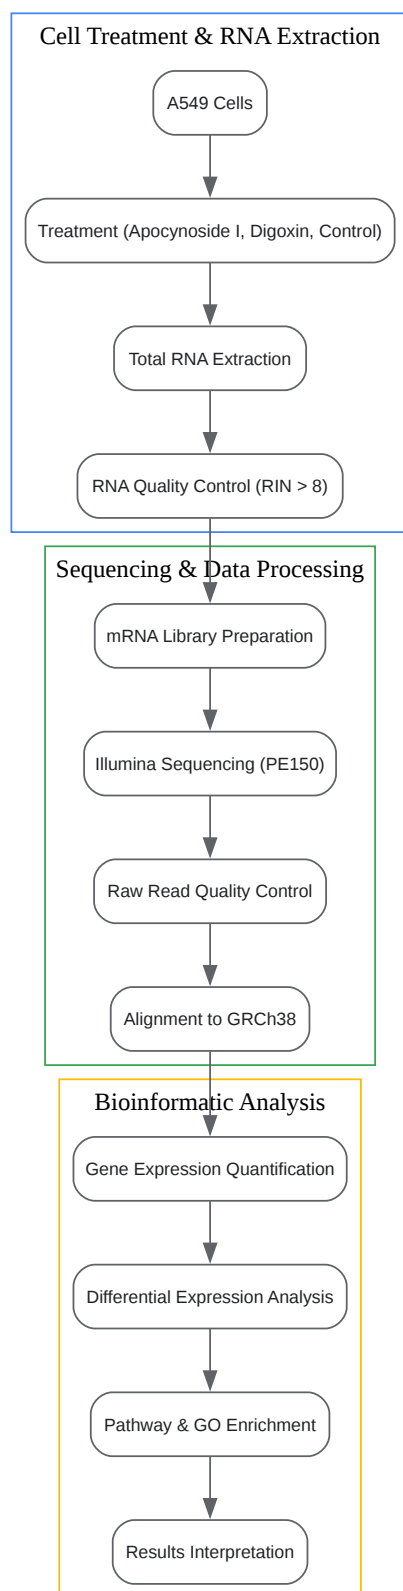 Cell Treatment & RNA Extraction
A549 Cells
Treatment (Apocynoside I, Digoxin, Control)
Total RNA Extraction
RNA Quality Control (RIN > 8)
Sequencing & Data Processing
mRNA Library Preparation
Illumina Sequencing (PE150)
Raw Read Quality Control
Alignment to GRCh38
Bioinformatic Analysis
Gene Expression Quantification
Differential Expression Analysis
Pathway & GO Enrichment
Results Interpretation